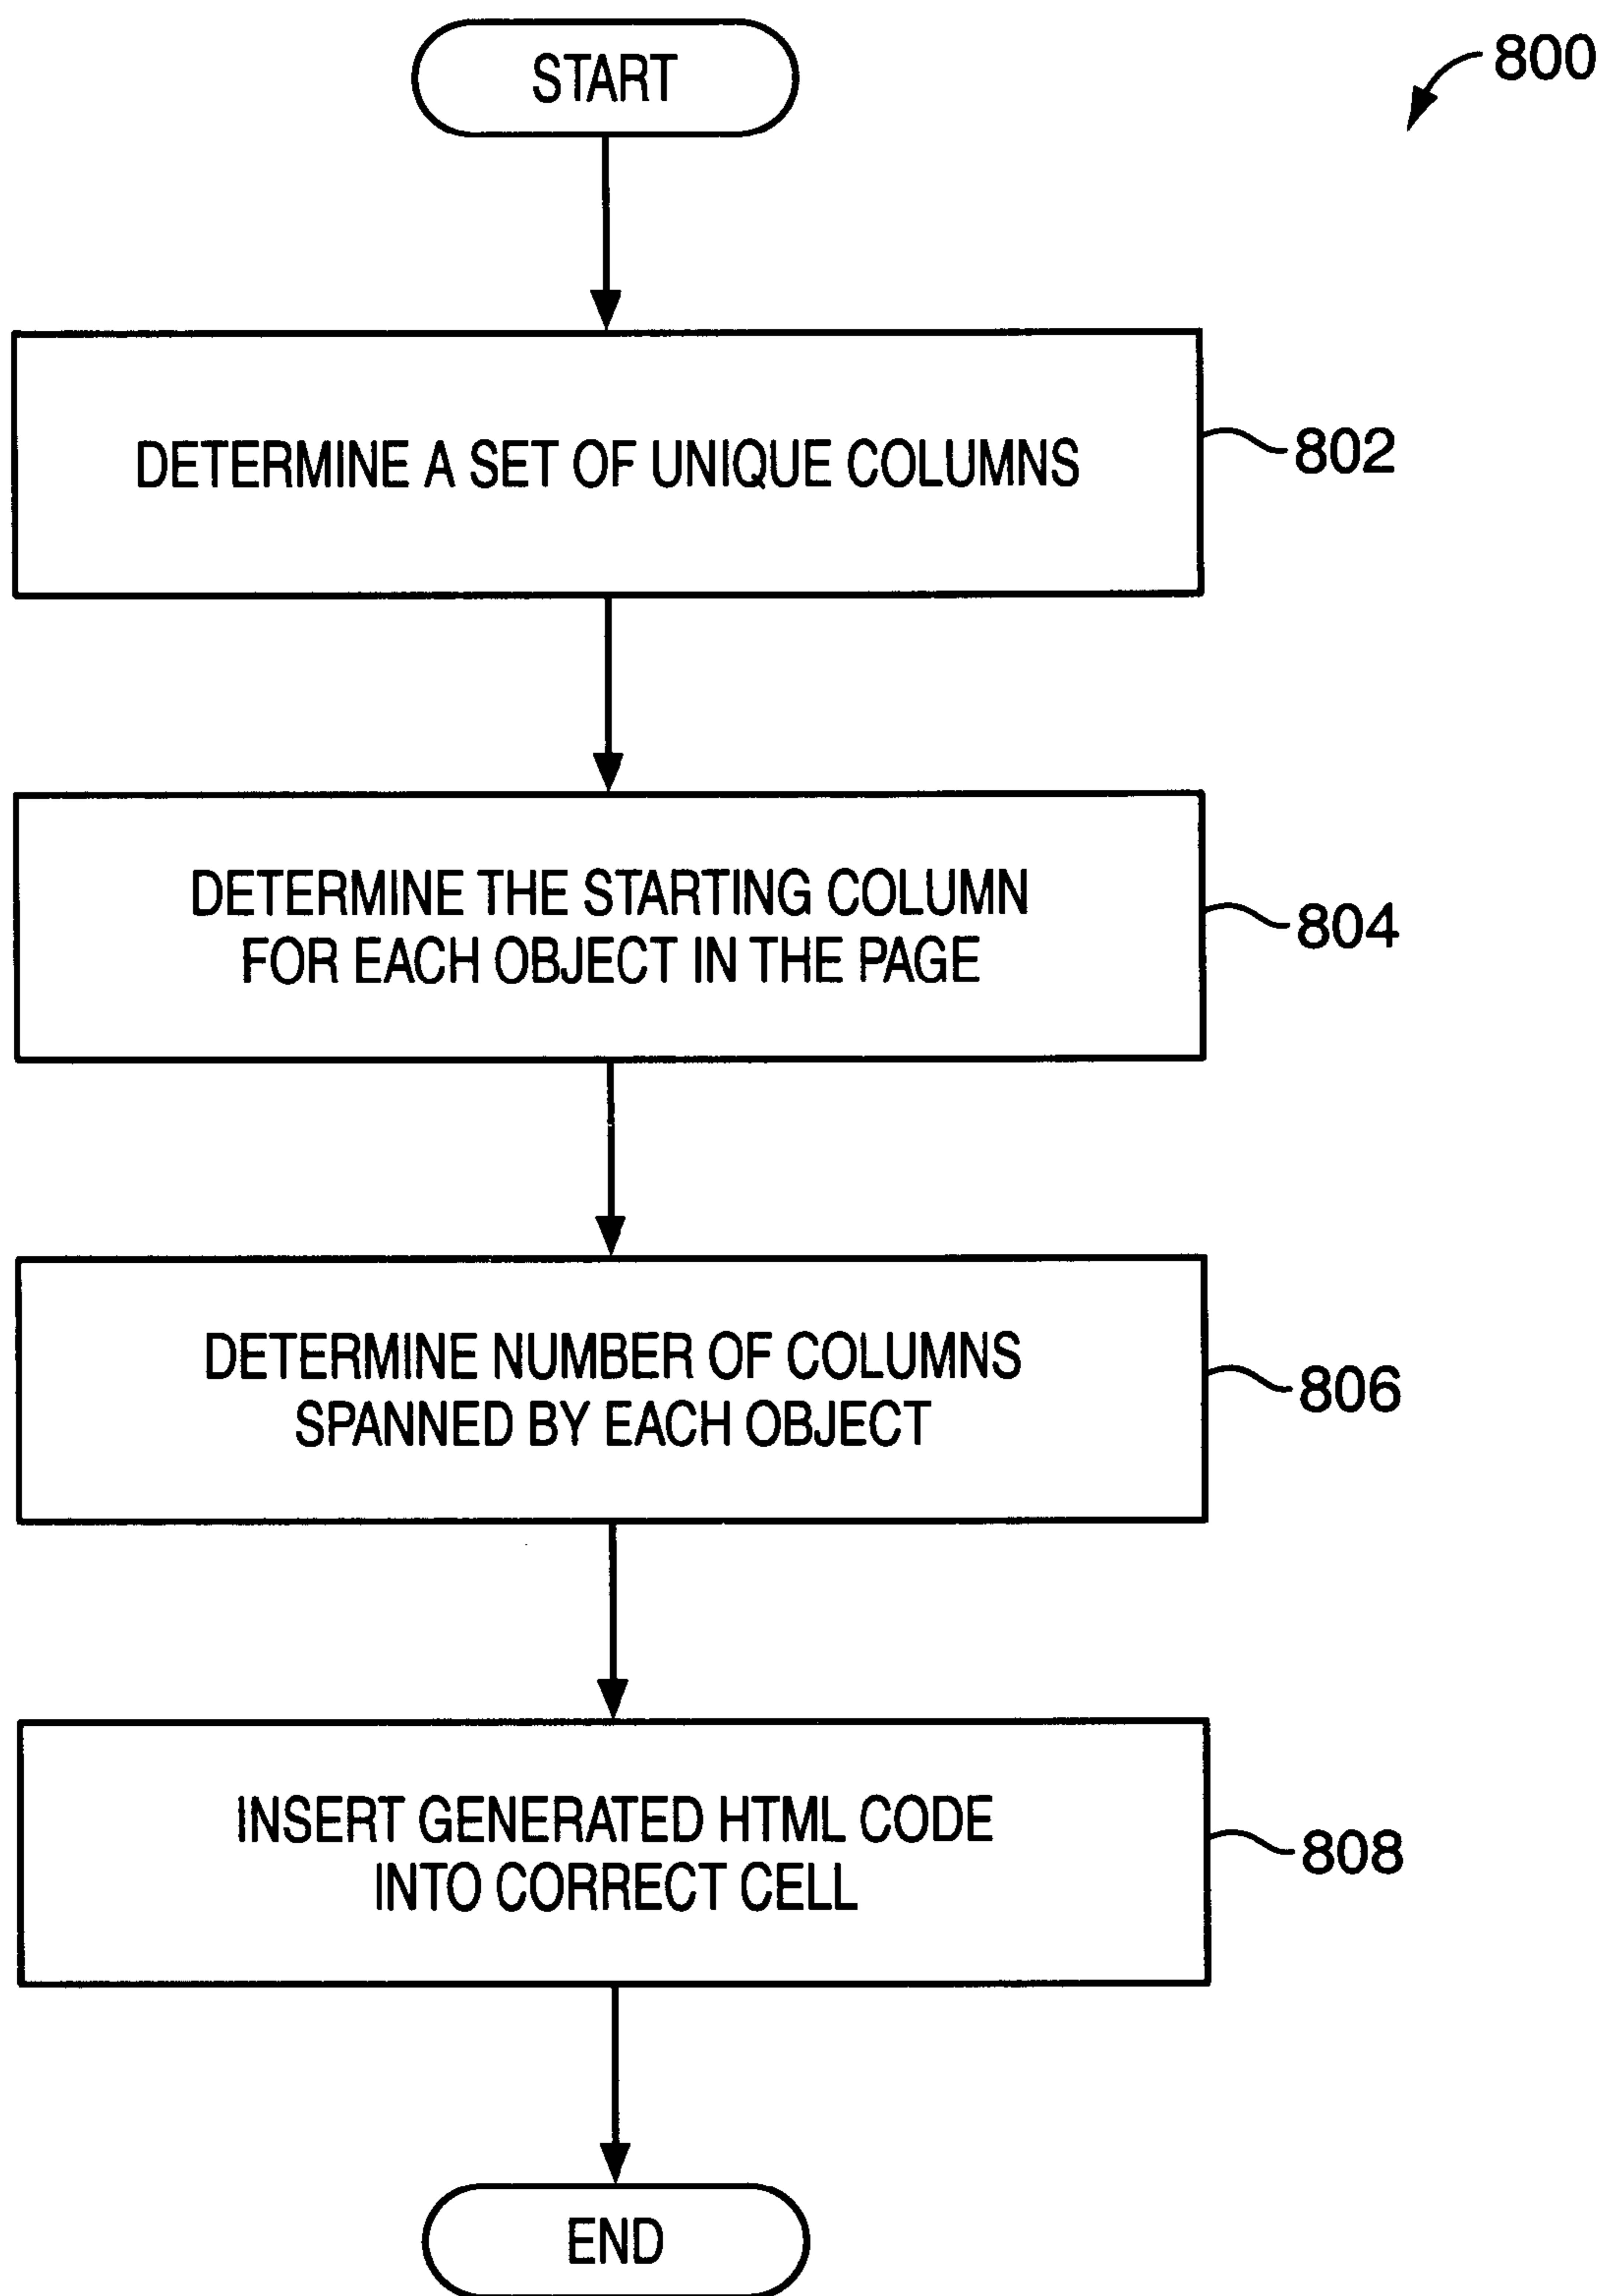 START
800
DETERMINE A SET OF UNIQUE COLUMNS
802
DETERMINE THE STARTING COLUMN
FOR EACH OBJECT IN THE PAGE
804
DETERMINE NUMBER OF COLUMNS
SPANNED BY EACH OBJECT
806
INSERT GENERATED HTML CODE
INTO CORRECT CELL
808
END